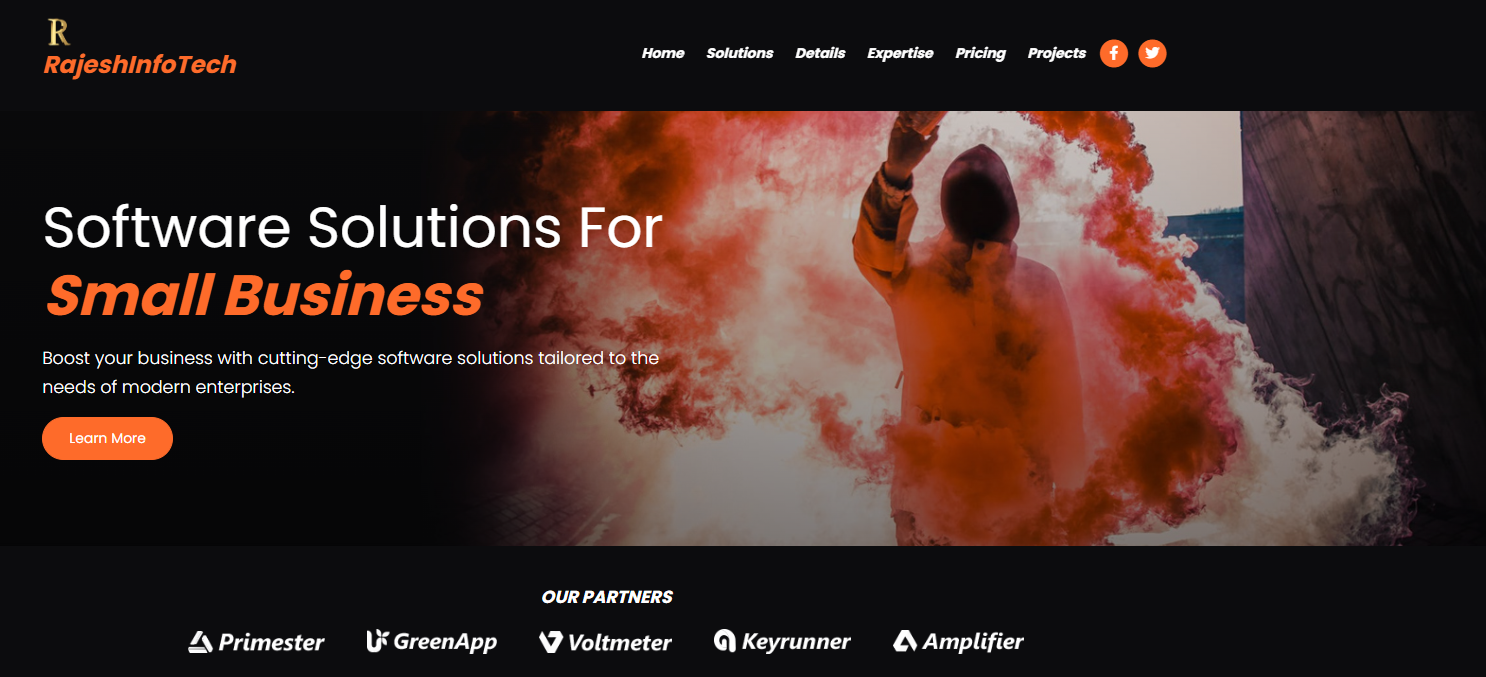 R
RajeshInfoTech
Home Solutions Details Expertise Pricing Projects
Software Solutions For
Small Business
Boost your business with cutting-edge software solutions tailored to the
needs of modern enterprises.
Learn More
OUR PARTNERS
Primester GreenApp Voltmeter Keyrunner Amplifier